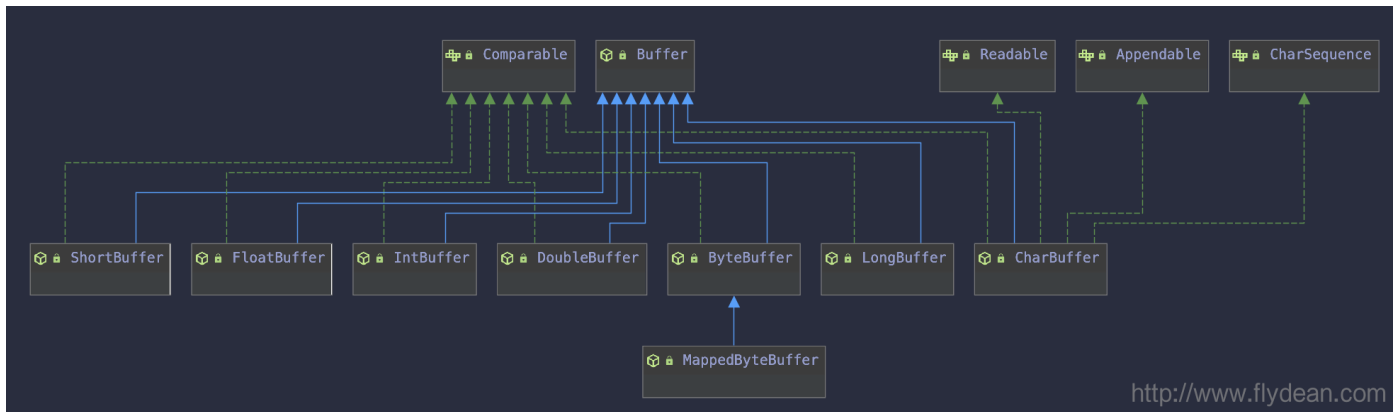 Comparable
Buffer
Readable
Appendable
CharSequence
ShortBuffer
FloatBuffer
IntBuffer
DoubleBuffer
ByteBuffer
LongBuffer
CharBuffer
MappedByteBuffer
http://www.flydean.com